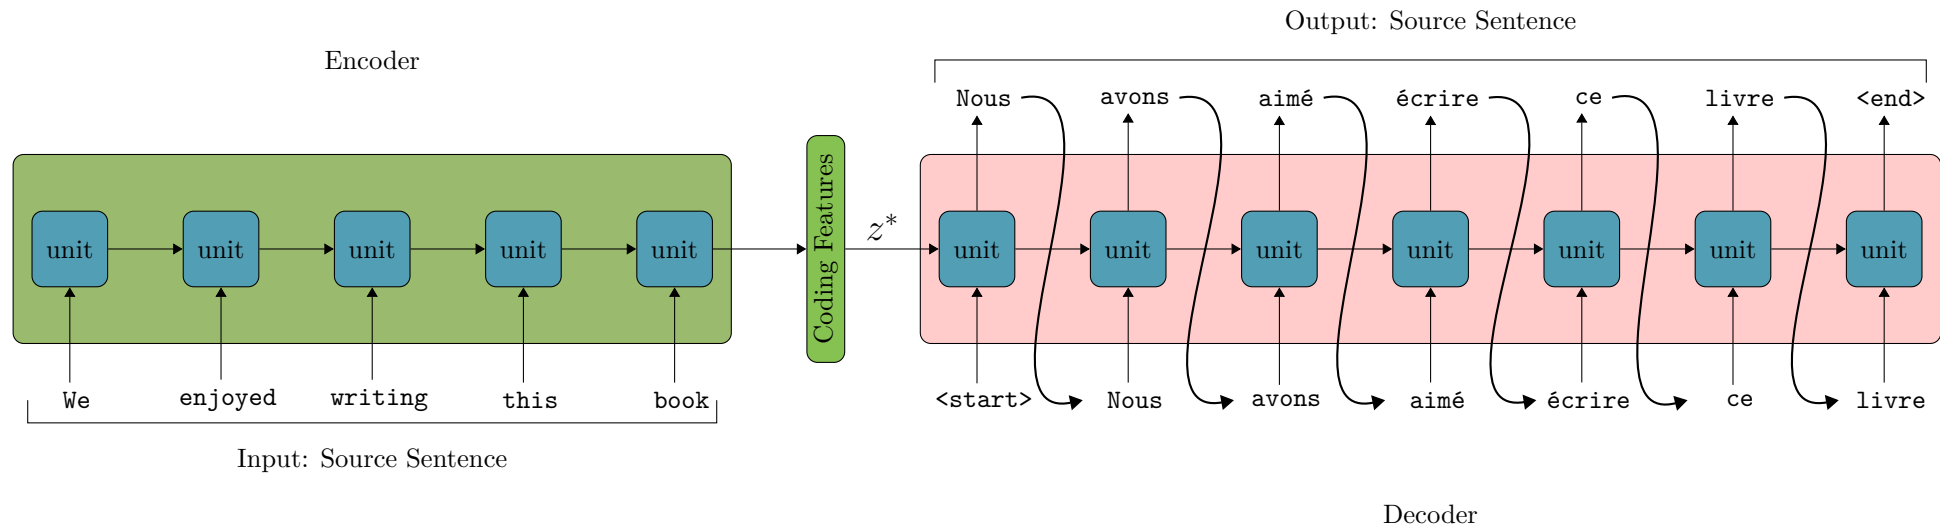 Output: Source Sentence
Encoder
Nous avons aimé écrire ce livre <end>
unit unit unit unit unit
Coding Features
z*
unit unit unit unit unit unit unit
We enjoyed writing this book
<start> Nous avons aimé écrire ce livre
Input: Source Sentence
Decoder